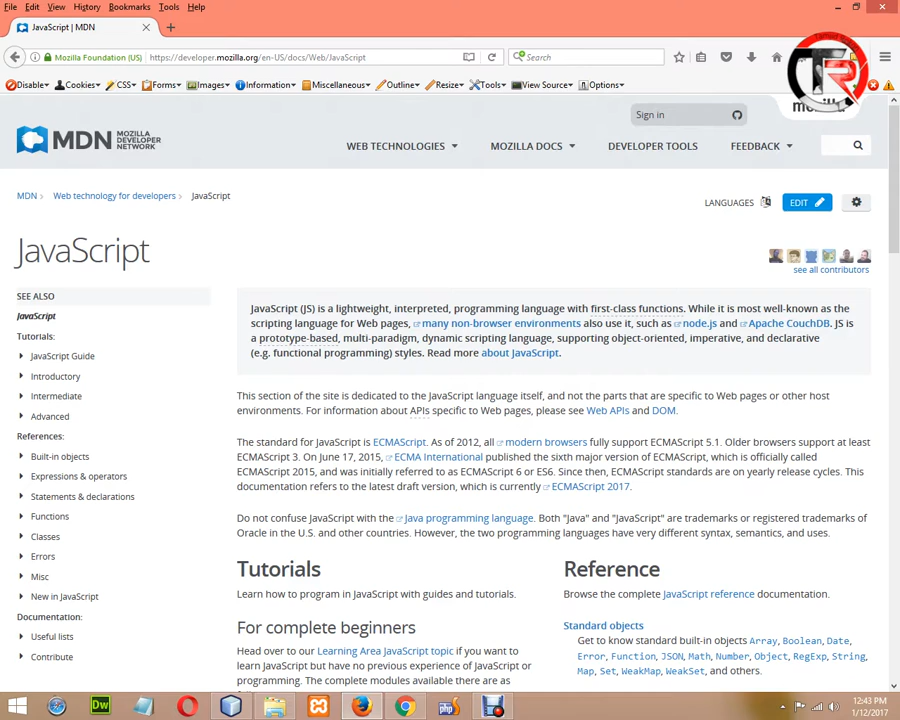 File Edit View History Bookmarks Tools Help
JavaScript | MDN
Mozilla Foundation (US) https://developer.mozilla.org/en-US/docs/Web/JavaScript
Search
Disable Cookies CSS Forms Images Information Miscellaneous Outline Resize Tools View Source Options
TR
Sign in
MDN MOZILLA DEVELOPER NETWORK
WEB TECHNOLOGIES MOZILLA DOCS DEVELOPER TOOLS FEEDBACK
MDN Web technology for developers JavaScript
LANGUAGES EDIT
JavaScript
see all contributors
SEE ALSO
JavaScript
Tutorials:
JavaScript Guide
Introductory
Intermediate
Advanced
References:
Built-in objects
Expressions & operators
Statements & declarations
Functions
Classes
Errors
Misc
New in JavaScript
Documentation:
Useful lists
Contribute
JavaScript (JS) is a lightweight, interpreted, programming language with first-class functions. While it is most well-known as the
scripting language for Web pages, many non-browser environments also use it, such as node.js and Apache CouchDB. JS is
a prototype-based, multi-paradigm, dynamic scripting language, supporting object-oriented, imperative, and declarative
(e.g. functional programming) styles. Read more about JavaScript.
This section of the site is dedicated to the JavaScript language itself, and not the parts that are specific to Web pages or other host
environments. For information about APIs specific to Web pages, please see Web APIs and DOM.
The standard for JavaScript is ECMAScript. As of 2012, all modern browsers fully support ECMAScript 5.1. Older browsers support at least
ECMAScript 3. On June 17, 2015, ECMA International published the sixth major version of ECMAScript, which is officially called
ECMAScript 2015, and was initially referred to as ECMAScript 6 or ES6. Since then, ECMAScript standards are on yearly release cycles. This
documentation refers to the latest draft version, which is currently ECMAScript 2017.
Do not confuse JavaScript with the Java programming language. Both "Java" and "JavaScript" are trademarks or registered trademarks of
Oracle in the U.S. and other countries. However, the two programming languages have very different syntax, semantics, and uses.
Tutorials
Learn how to program in JavaScript with guides and tutorials.
For complete beginners
Head over to our Learning Area JavaScript topic if you want to
learn JavaScript but have no previous experience of JavaScript or
programming. The complete modules available there are as
Reference
Browse the complete JavaScript reference documentation.
Standard objects
Get to know standard built-in objects Array, Boolean, Date,
Error, Function, JSON, Math, Number, Object, RegExp, String,
Map, Set, WeakMap, WeakSet, and others.
Dw
php
12:43 PM
1/12/2017